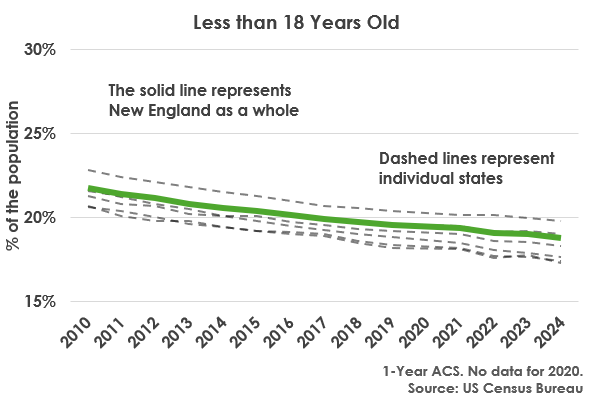 Less than 18 Years Old
30%
The solid line represents
New England as a whole
25%
Dashed lines represent
individual states
% of the population
20%
15%
2010
2011
2012
2013
2014
2015
2016
2017
2018
2019
2020
2021
2022
2023
2024
1-Year ACS. No data for 2020.
Source: US Census Bureau